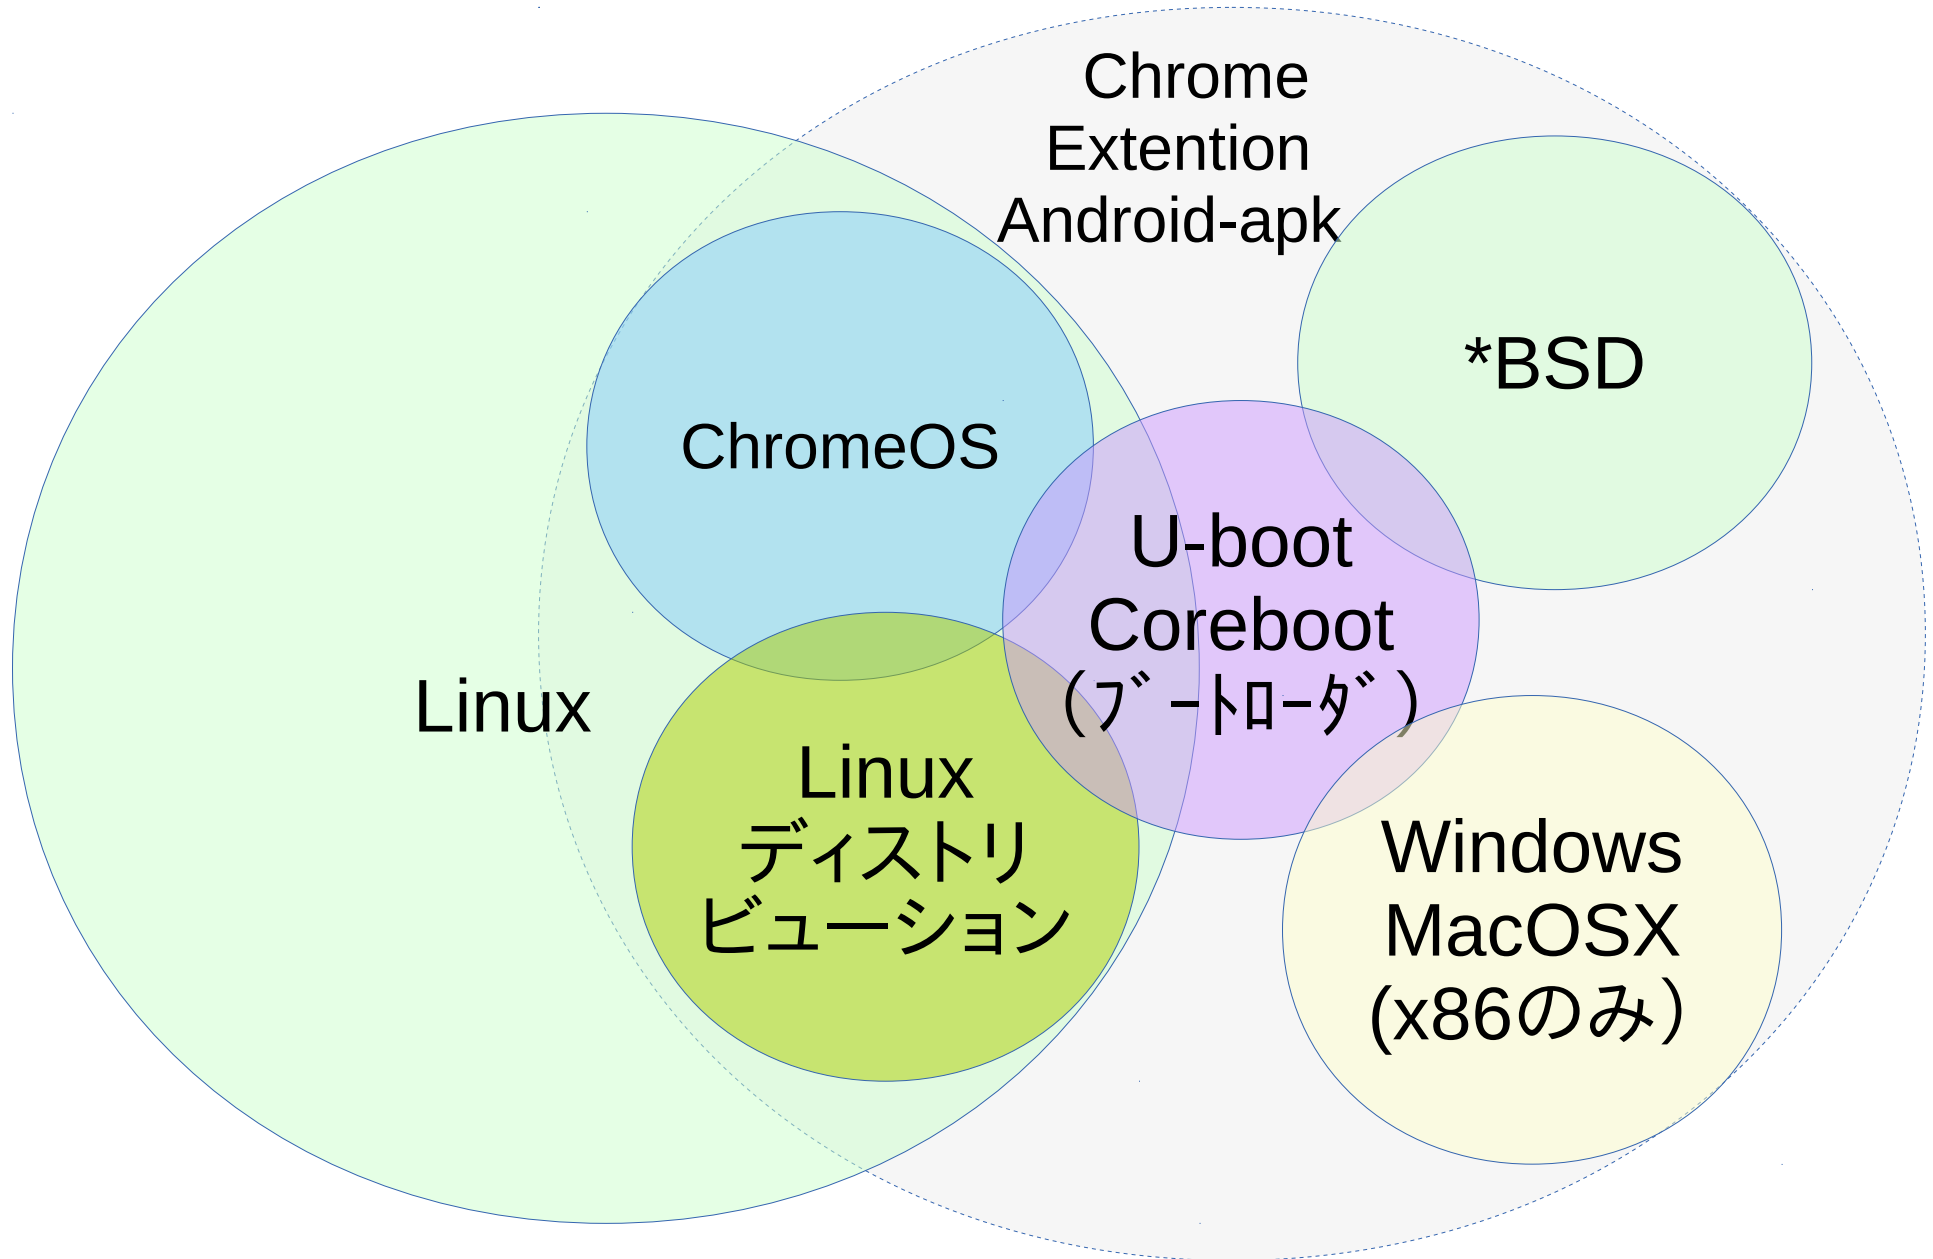 Chrome
Extention
Android-apk
*BSD
ChromeOS
U-boot
Coreboot
（ﾌﾞｰﾄﾛｰﾀﾞ）
Linux
Linux
ディストリ
ビューション
Windows
MacOSX
(x86のみ）